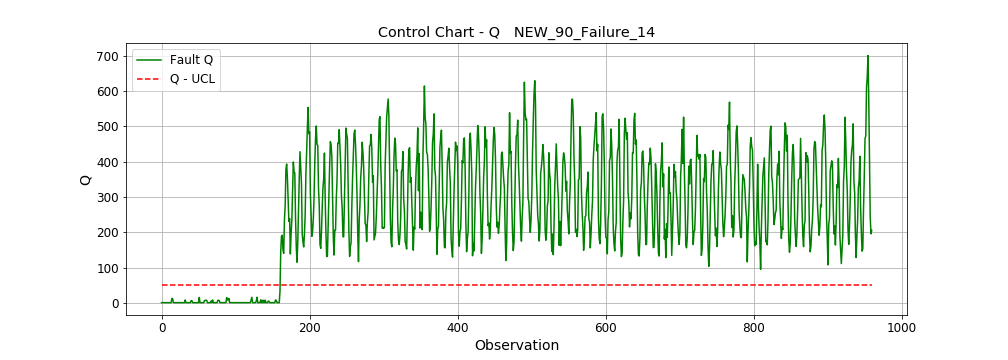 Control Chart - Q   NEW_90_Failure_14
Fault Q
Q - UCL
Q
700
600
500
400
300
200
100
0
0 200 400 600 800 1000
Observation